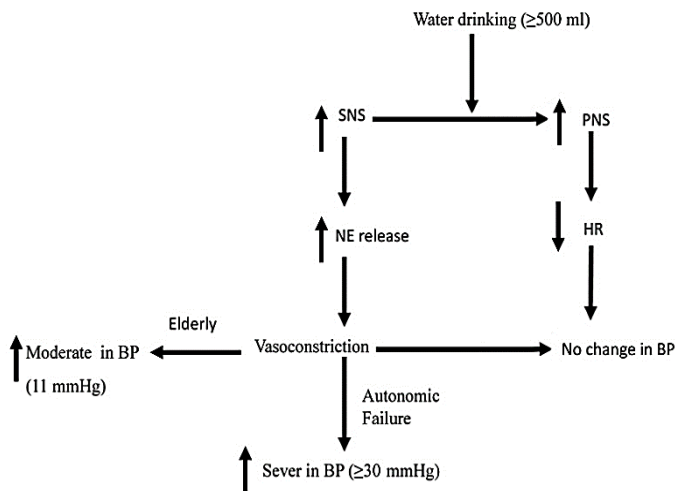 Water drinking (≥500 ml)
SNS
PNS
NE release
HR
Elderly
Vasoconstriction
No change in BP
Moderate in BP
(11 mmHg)
Autonomic
Failure
Sever in BP (≥30 mmHg)